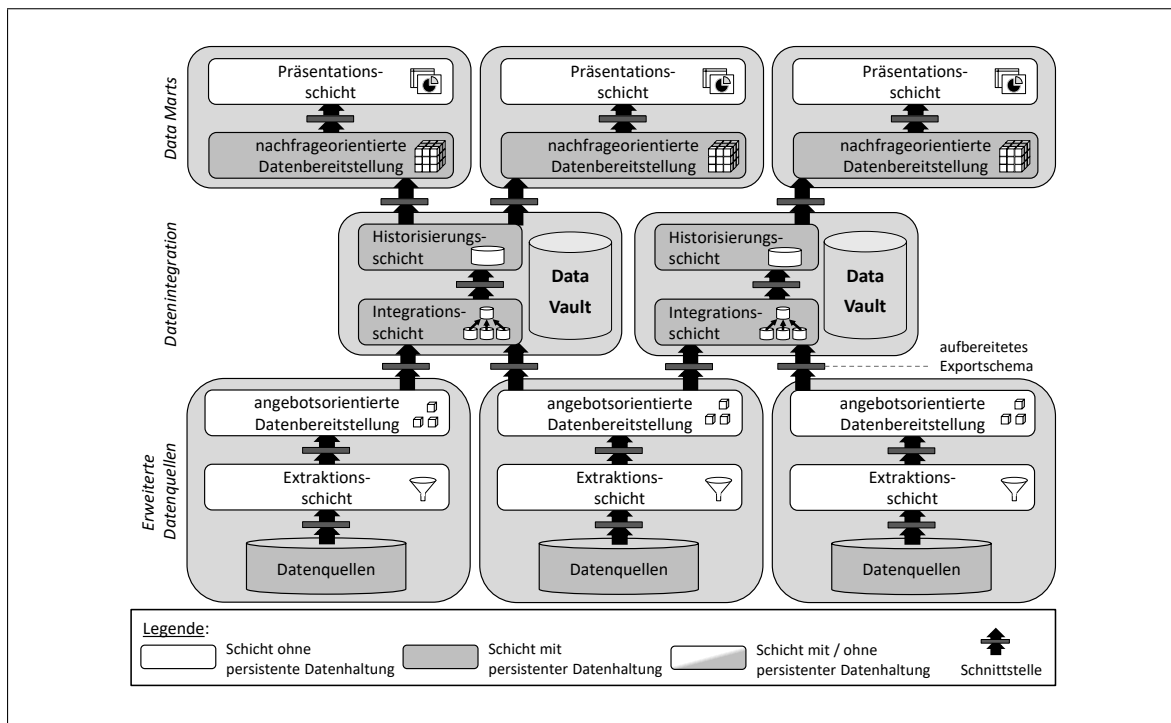 Data Marts
Präsentations-
schicht
Präsentations-
schicht
Präsentations-
schicht
nachfrageorientierte
Datenbereitstellung
nachfrageorientierte
Datenbereitstellung
nachfrageorientierte
Datenbereitstellung
Datenintegration
Historisierungs-
schicht
Integrations-
schicht
Data
Vault
Historisierungs-
schicht
Integrations-
schicht
Data
Vault
aufbereitetes
Exportschema
Erweiterte
Datenquellen
angebotsorientierte
Datenbereitstellung
angebotsorientierte
Datenbereitstellung
angebotsorientierte
Datenbereitstellung
Extraktions-
schicht
Extraktions-
schicht
Extraktions-
schicht
Datenquellen
Datenquellen
Datenquellen
Legende:
Schicht ohne
persistente Datenhaltung
Schicht mit
persistenter Datenhaltung
Schicht mit / ohne
persistenter Datenhaltung
Schnittstelle